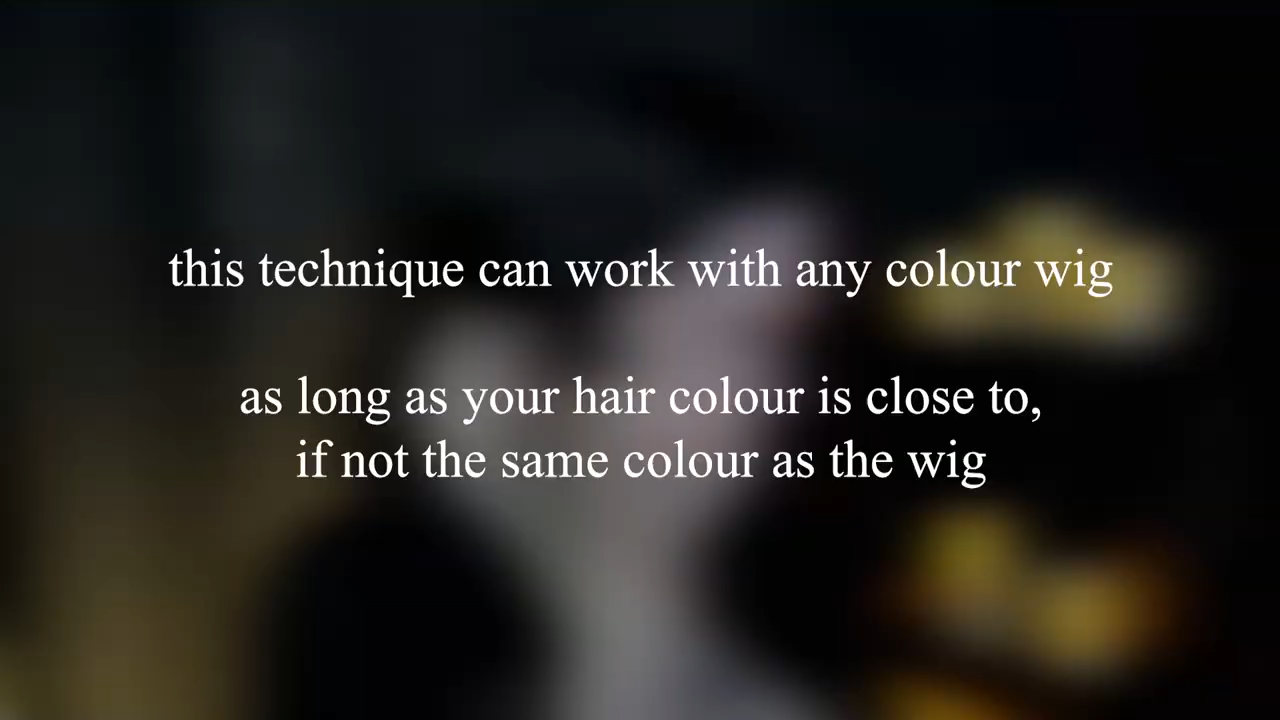 this technique can work with any colour wig
as long as your hair colour is close to,
if not the same colour as the wig